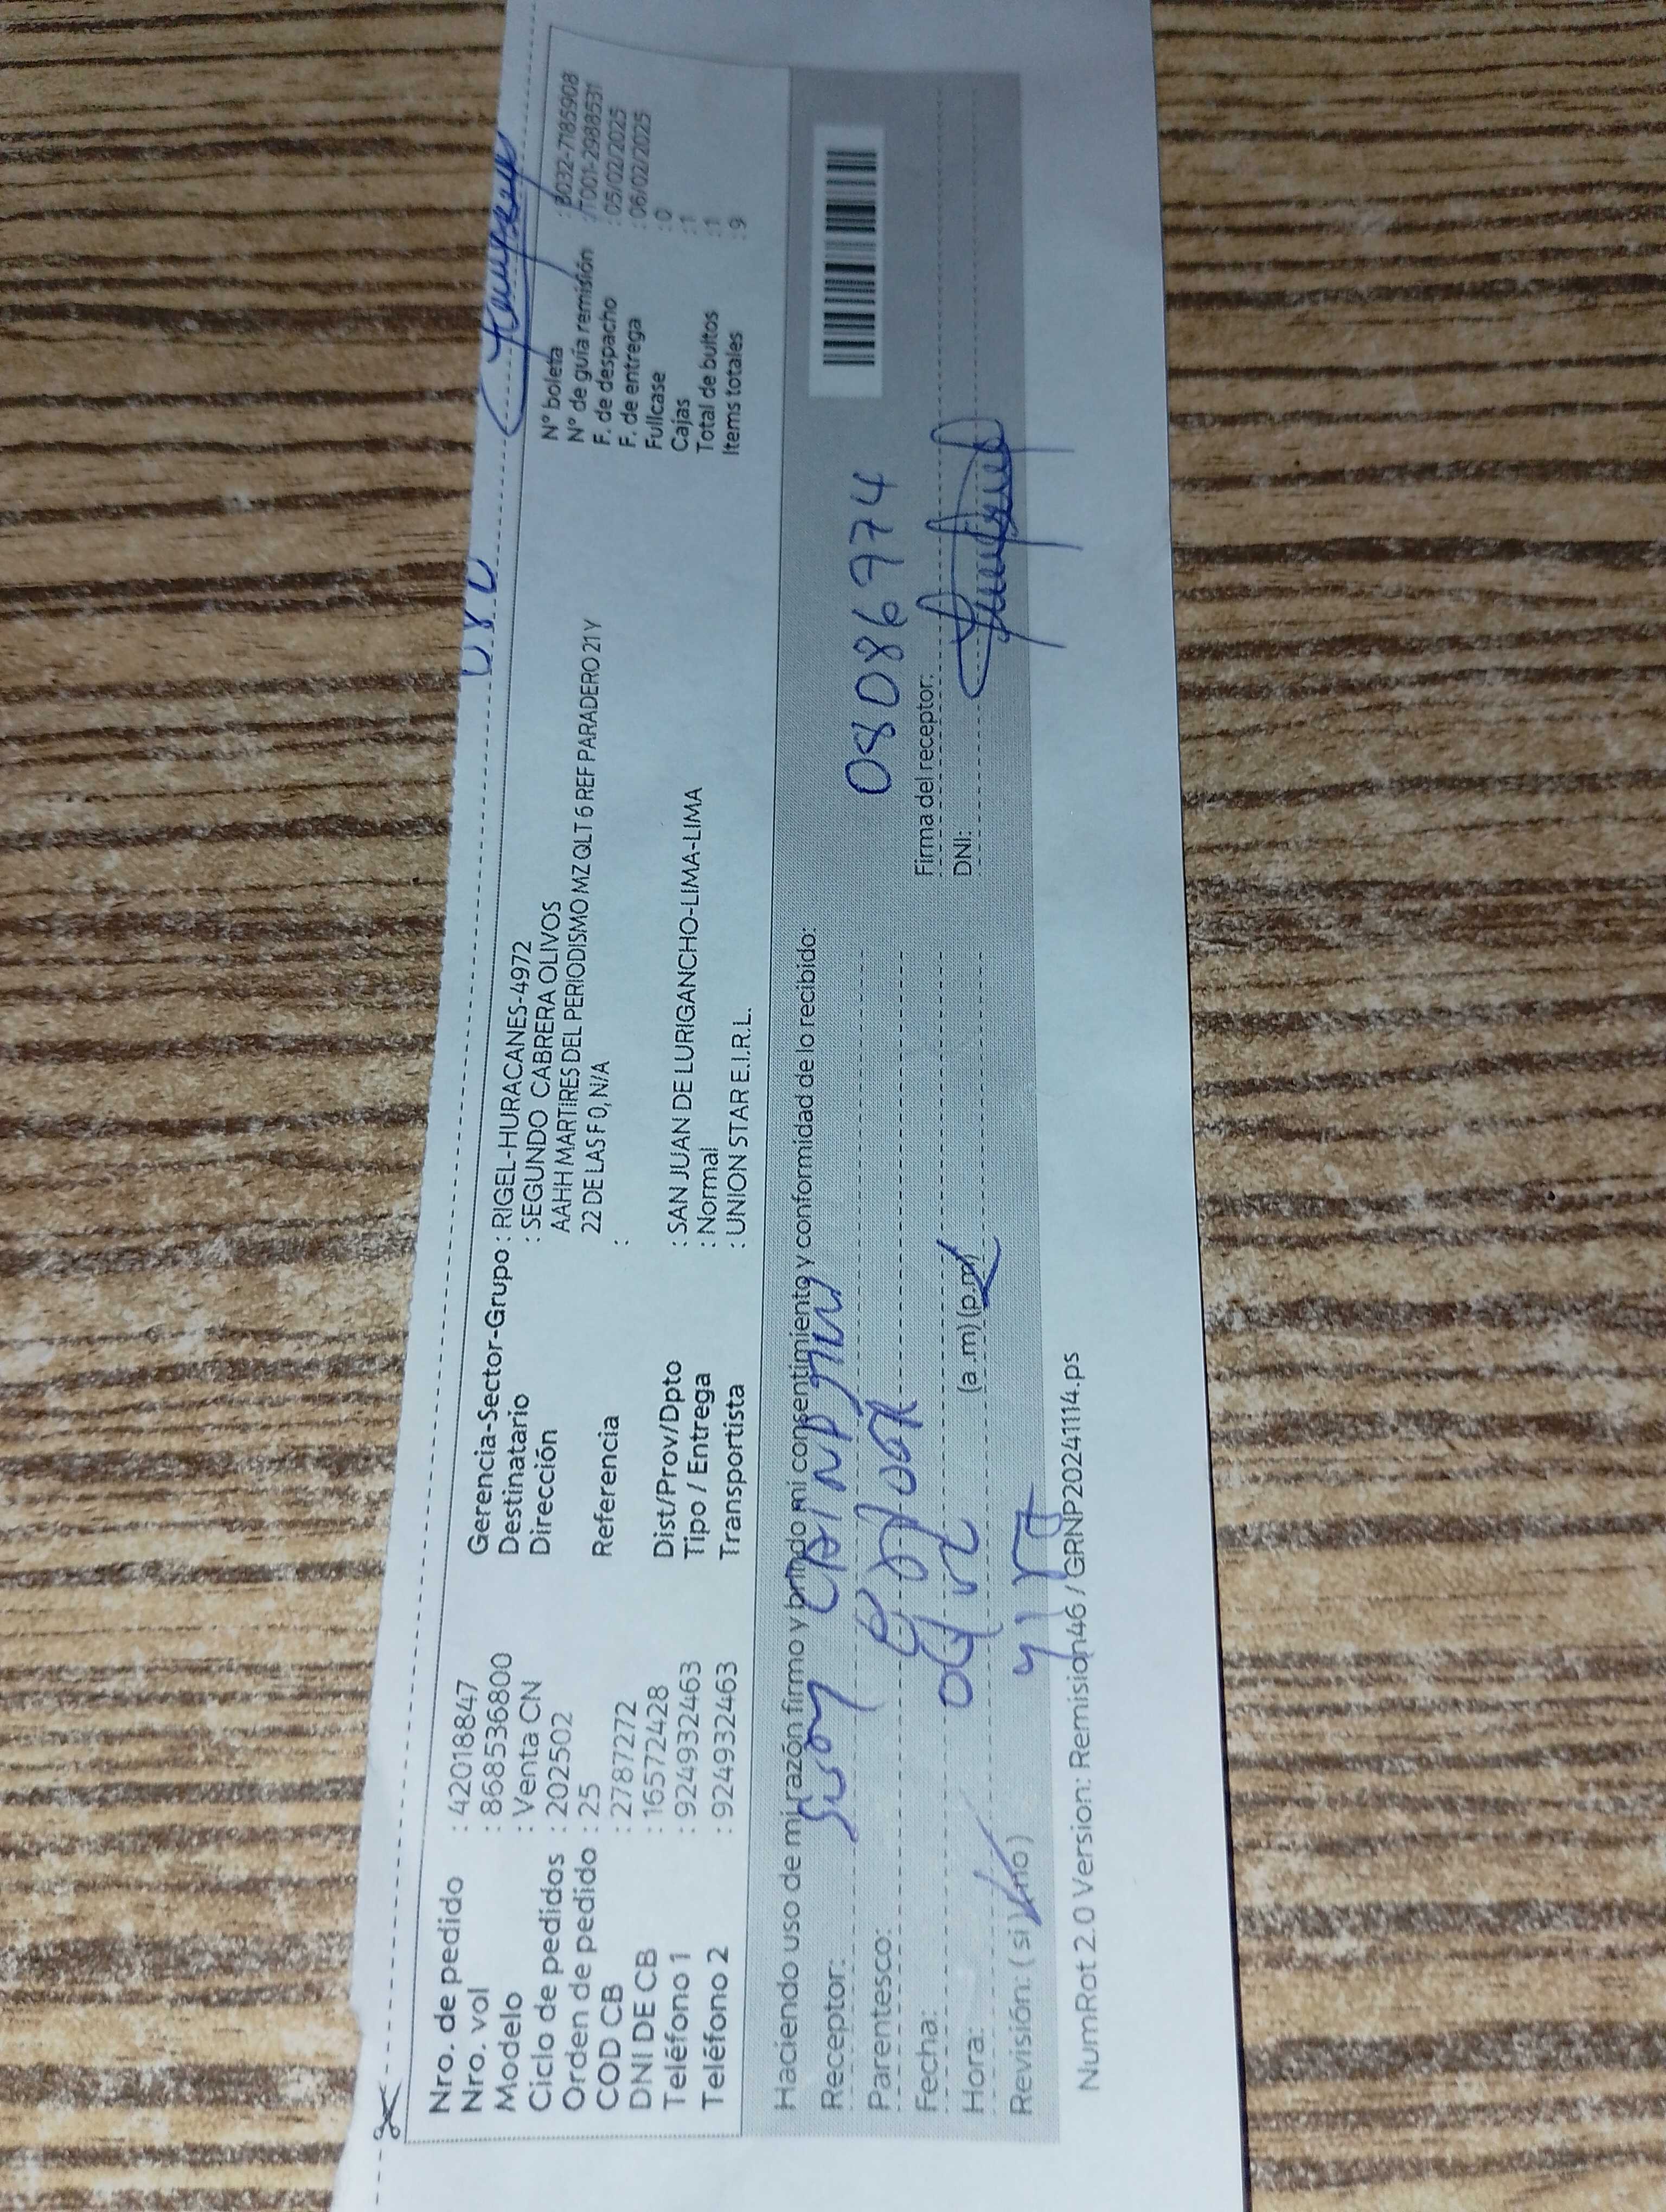 Nro. de pedido : 42018847
Nro. vol : 868536800
Modelo : Venta CN
Ciclo de pedidos : 202502
Orden de pedido : 25
COD CB : 2787272
DNI DE CB : 16572428
Teléfono 1 : 924932463
Teléfono 2 : 924932463
Gerencia-Sector-Grupo : RIGEL-HURACANES-4972
Destinatario : SEGUNDO CABRERA OLIVOS
Dirección AAHH MARTIRES DEL PERIODISMO MZ Q LT 6 REF PARADERO 21 Y
22 DE LAS F 0, N/A
Referencia :
Dist/Prov/Dpto : SAN JUAN DE LURIGANCHO-LIMA-LIMA
Tipo / Entrega : Normal
Transportista : UNION STAR E.I.R.L.
N° boleta : B032-7185908
N° de guía remisión : T001-29888531
F. de despacho : 05/02/2025
F. de entrega : 06/02/2025
Fullcase : 0
Cajas : 1
Total de bultos : 1
Items totales : 9
Haciendo uso de mi razón firmo y brindo mi consentimiento y conformidad de lo recibido:
Receptor:
Parentesco:
Fecha:
Hora: (a.m) (p.m)
Revisión: (si) (no)
08086974
Firma del receptor:
DNI:
NumRot 2.0 Version: Remision46 / GRNP20241114.ps